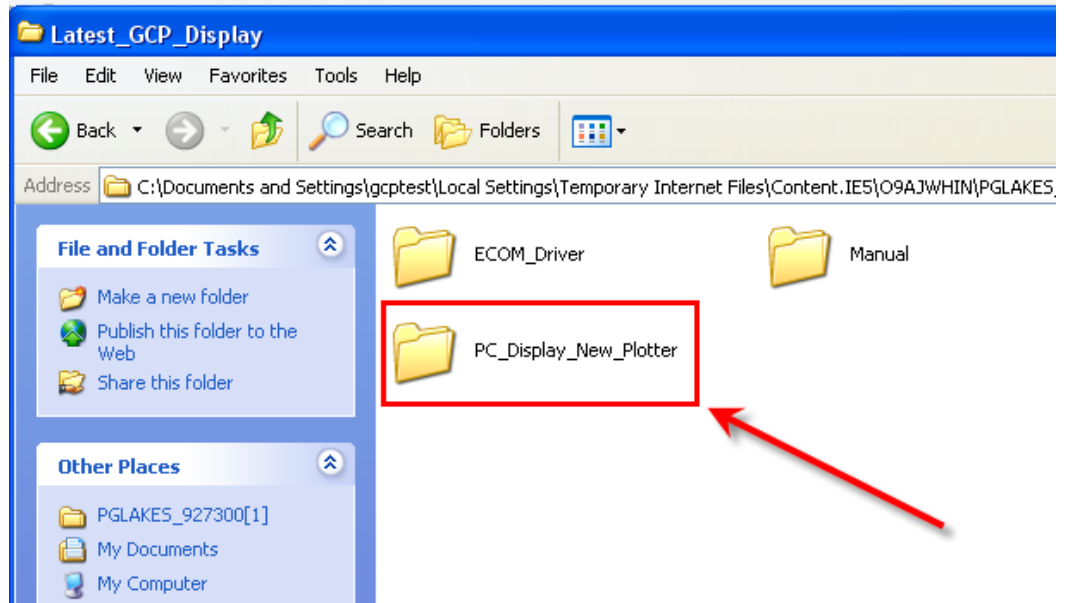 Latest_GCP_Display
File Edit View Favorites Tools Help
Back Search Folders
Address C:\Documents and Settings\gcptest\Local Settings\Temporary Internet Files\Content.IE5\O9AJWHIN\PGLAKES_
File and Folder Tasks
Make a new folder
Publish this folder to the
Web
Share this folder
Other Places
PGLAKES_927300[1]
My Documents
My Computer
ECOM_Driver
Manual
PC_Display_New_Plotter